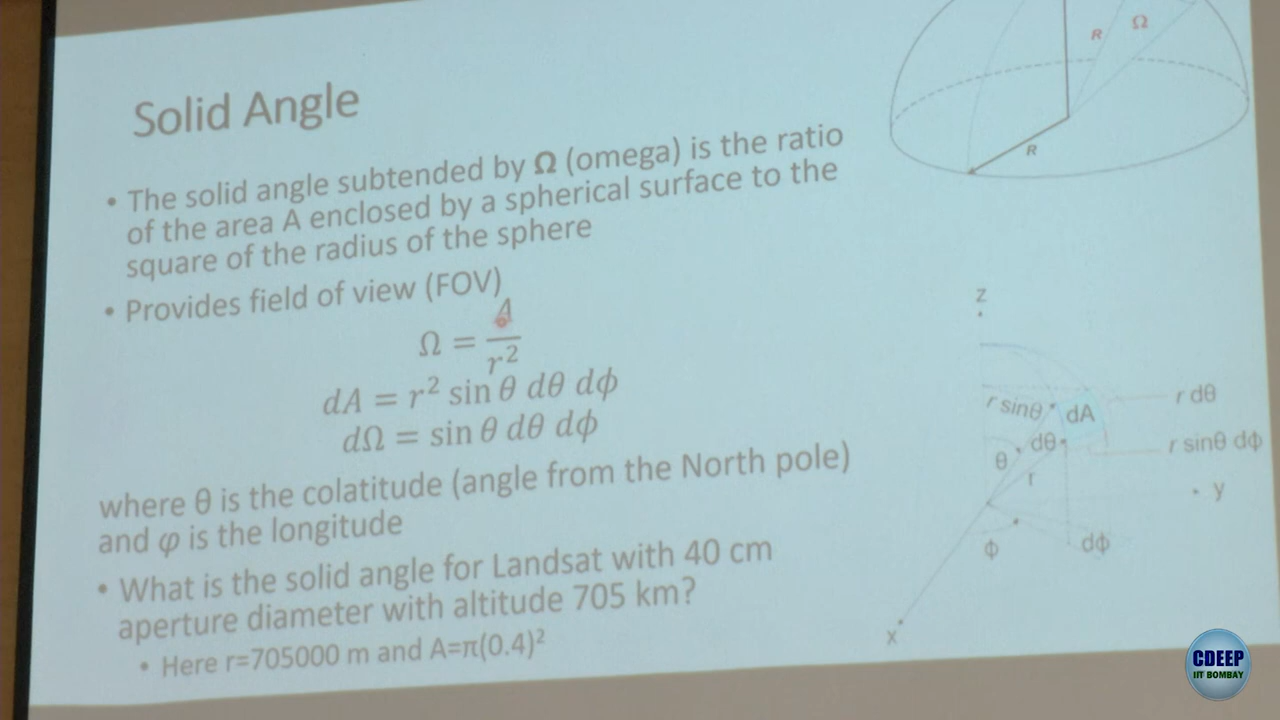 Solid Angle
• The solid angle subtended by Ω (omega) is the ratio
of the area A enclosed by a spherical surface to the
square of the radius of the sphere
• Provides field of view (FOV)
Ω = A / r²
dA = r² sin θ dθ dϕ
dΩ = sin θ dθ dϕ
where θ is the colatitude (angle from the North pole)
and φ is the longitude
• What is the solid angle for Landsat with 40 cm
aperture diameter with altitude 705 km?
• Here r=705000 m and A=π(0.4)²
R
Ω
R
z
r sinθ
dA
r dθ
dθ
r sinθ dϕ
θ
r
y
ϕ
dϕ
x
CDEEP
IIT BOMBAY